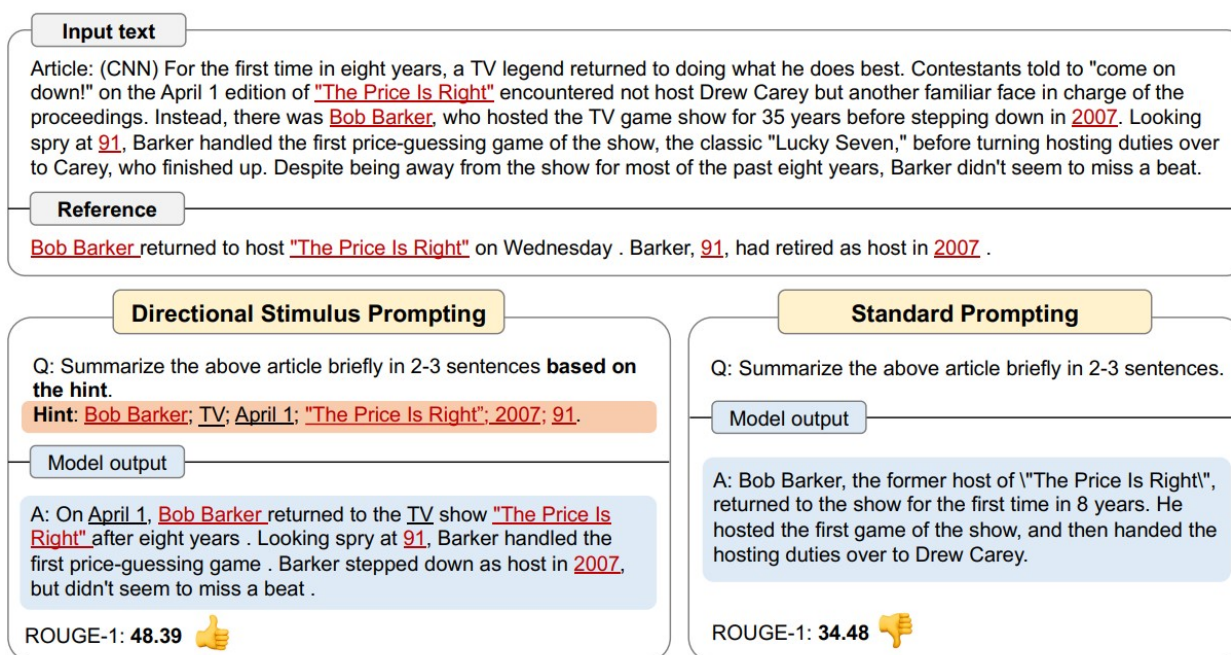 Input text
Article: (CNN) For the first time in eight years, a TV legend returned to doing what he does best. Contestants told to "come on
down!" on the April 1 edition of "The Price Is Right" encountered not host Drew Carey but another familiar face in charge of the
proceedings. Instead, there was Bob Barker, who hosted the TV game show for 35 years before stepping down in 2007. Looking
spry at 91, Barker handled the first price-guessing game of the show, the classic "Lucky Seven," before turning hosting duties over
to Carey, who finished up. Despite being away from the show for most of the past eight years, Barker didn't seem to miss a beat.
Reference
Bob Barker returned to host "The Price Is Right" on Wednesday . Barker, 91, had retired as host in 2007 .
Directional Stimulus Prompting
Q: Summarize the above article briefly in 2-3 sentences based on
the hint.
Hint: Bob Barker; TV; April 1; "The Price Is Right”; 2007; 91.
Model output
A: On April 1, Bob Barker returned to the TV show "The Price Is
Right" after eight years . Looking spry at 91, Barker handled the
first price-guessing game . Barker stepped down as host in 2007,
but didn't seem to miss a beat .
ROUGE-1: 48.39
Standard Prompting
Q: Summarize the above article briefly in 2-3 sentences.
Model output
A: Bob Barker, the former host of \"The Price Is Right\",
returned to the show for the first time in 8 years. He
hosted the first game of the show, and then handed the
hosting duties over to Drew Carey.
ROUGE-1: 34.48